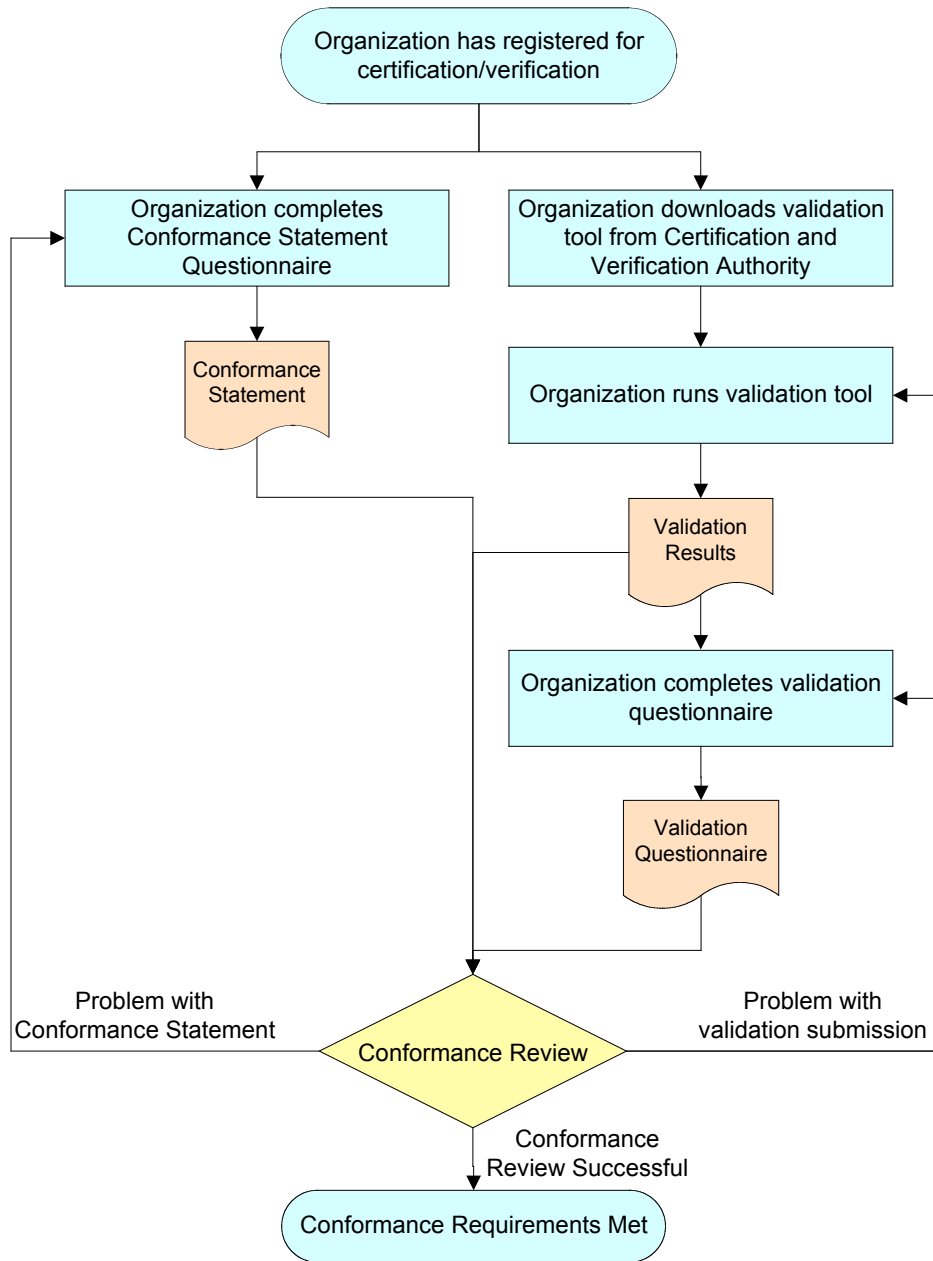 Organization has registered for
certification/verification
Organization completes
Conformance Statement
Questionnaire
Organization downloads validation
tool from Certification and
Verification Authority
Conformance
Statement
Organization runs validation tool
Validation
Results
Organization completes validation
questionnaire
Validation
Questionnaire
Problem with
Conformance Statement
Conformance Review
Problem with
validation submission
Conformance
Review Successful
Conformance Requirements Met